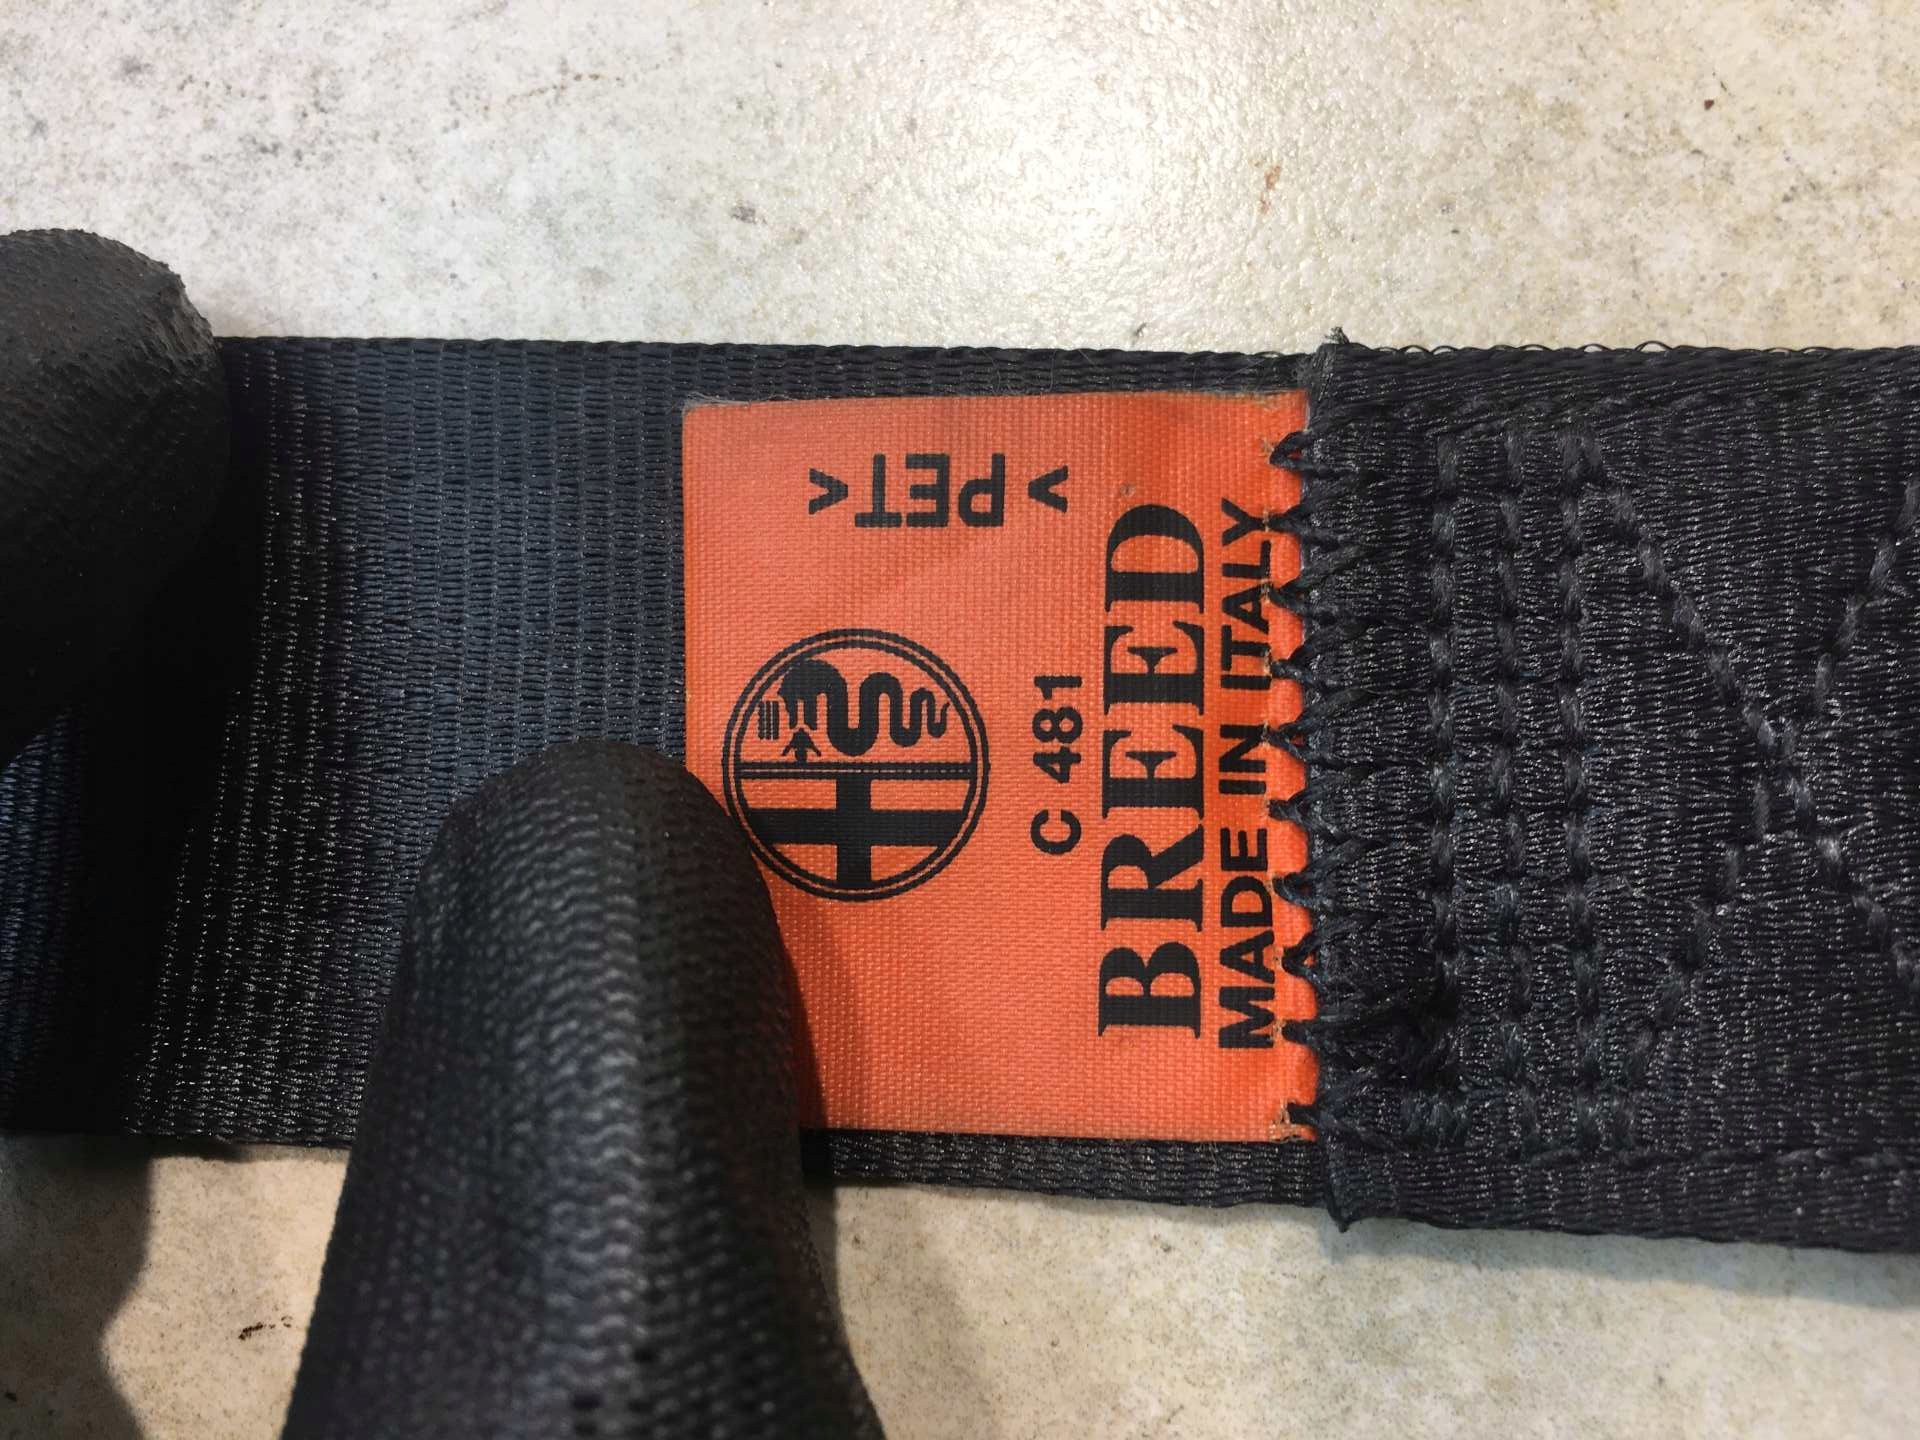 > PET <
C 481
BREED
MADE IN ITALY